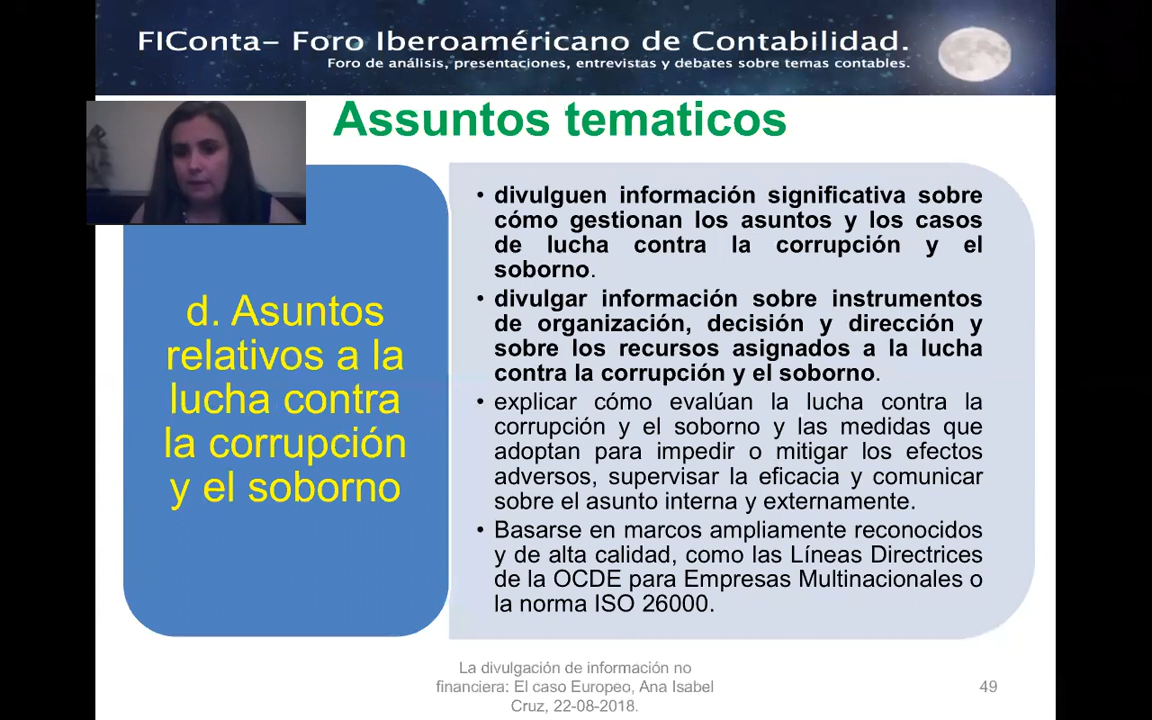 FIConta– Foro Iberoaméricano de Contabilidad.
Foro de análisis, presentaciones, entrevistas y debates sobre temas contables.
Assuntos tematicos
d. Asuntos
relativos a la
lucha contra
la corrupción
y el soborno
• divulguen información significativa sobre
cómo gestionan los asuntos y los casos
de lucha contra la corrupción y el
soborno.
• divulgar información sobre instrumentos
de organización, decisión y dirección y
sobre los recursos asignados a la lucha
contra la corrupción y el soborno.
• explicar cómo evalúan la lucha contra la
corrupción y el soborno y las medidas que
adoptan para impedir o mitigar los efectos
adversos, supervisar la eficacia y comunicar
sobre el asunto interna y externamente.
• Basarse en marcos ampliamente reconocidos
y de alta calidad, como las Líneas Directrices
de la OCDE para Empresas Multinacionales o
la norma ISO 26000.
La divulgación de información no
financiera: El caso Europeo, Ana Isabel
Cruz, 22-08-2018.
49